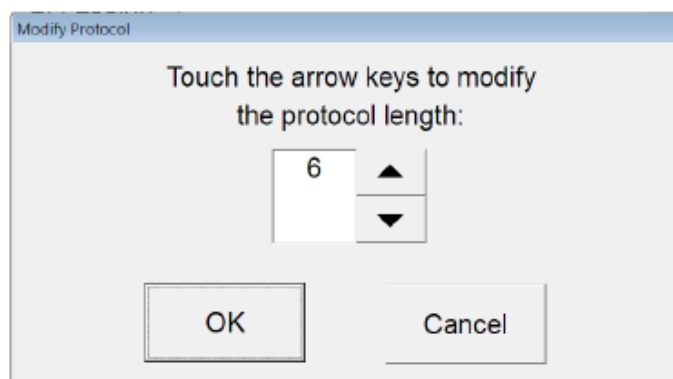 Modify Protocol
Touch the arrow keys to modify
the protocol length:
6
OK
Cancel